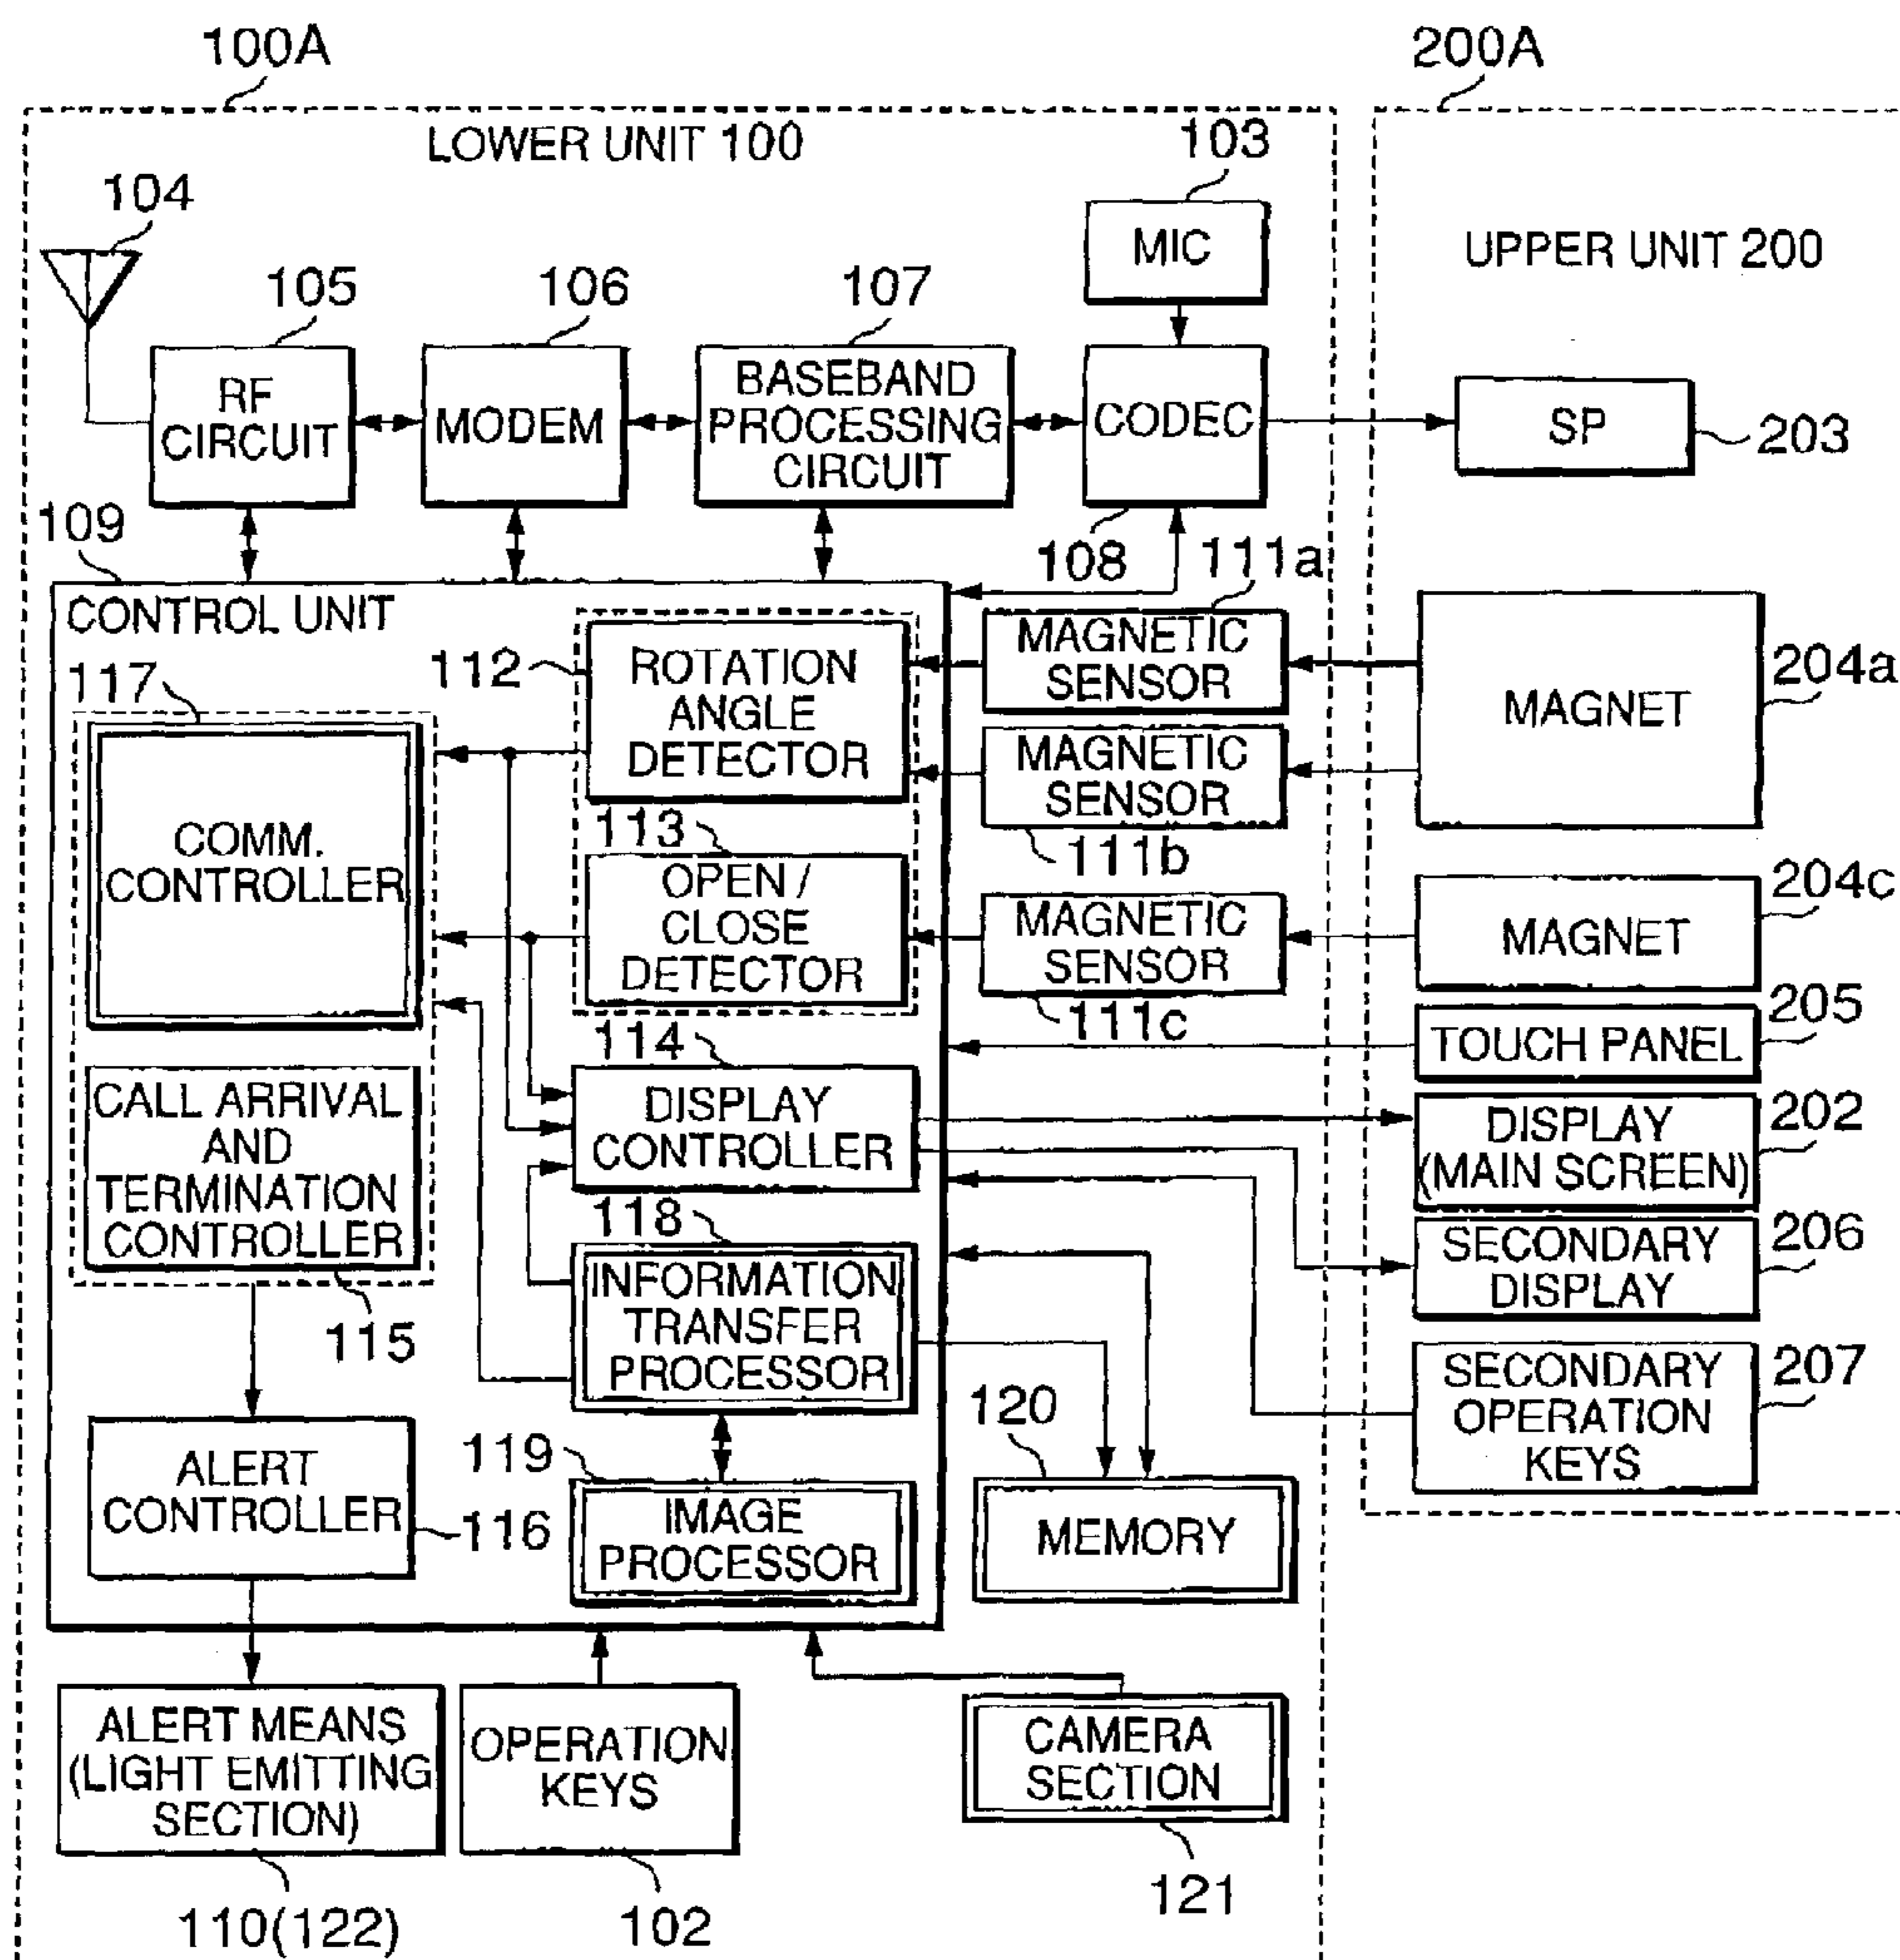 100A
200A
LOWER UNIT 100
103
104
MIC
UPPER UNIT 200
105
106
107
RF
CIRCUIT
MODEM
BASEBAND
PROCESSING
CIRCUIT
CODEC
SP
203
109
108
111a
CONTROL UNIT
117
112
ROTATION
ANGLE
DETECTOR
MAGNETIC
SENSOR
MAGNET
204a
MAGNETIC
SENSOR
111b
COMM.
CONTROLLER
113
OPEN /
CLOSE
DETECTOR
MAGNETIC
SENSOR
111c
MAGNET
204c
205
TOUCH PANEL
114
DISPLAY
CONTROLLER
202
DISPLAY
(MAIN SCREEN)
CALL ARRIVAL
AND
TERMINATION
CONTROLLER
115
118
INFORMATION
TRANSFER
PROCESSOR
206
SECONDARY
DISPLAY
207
SECONDARY
OPERATION
KEYS
120
MEMORY
ALERT
CONTROLLER
116
119
IMAGE
PROCESSOR
ALERT MEANS
(LIGHT EMITTING
SECTION)
OPERATION
KEYS
CAMERA
SECTION
110(122)
102
121